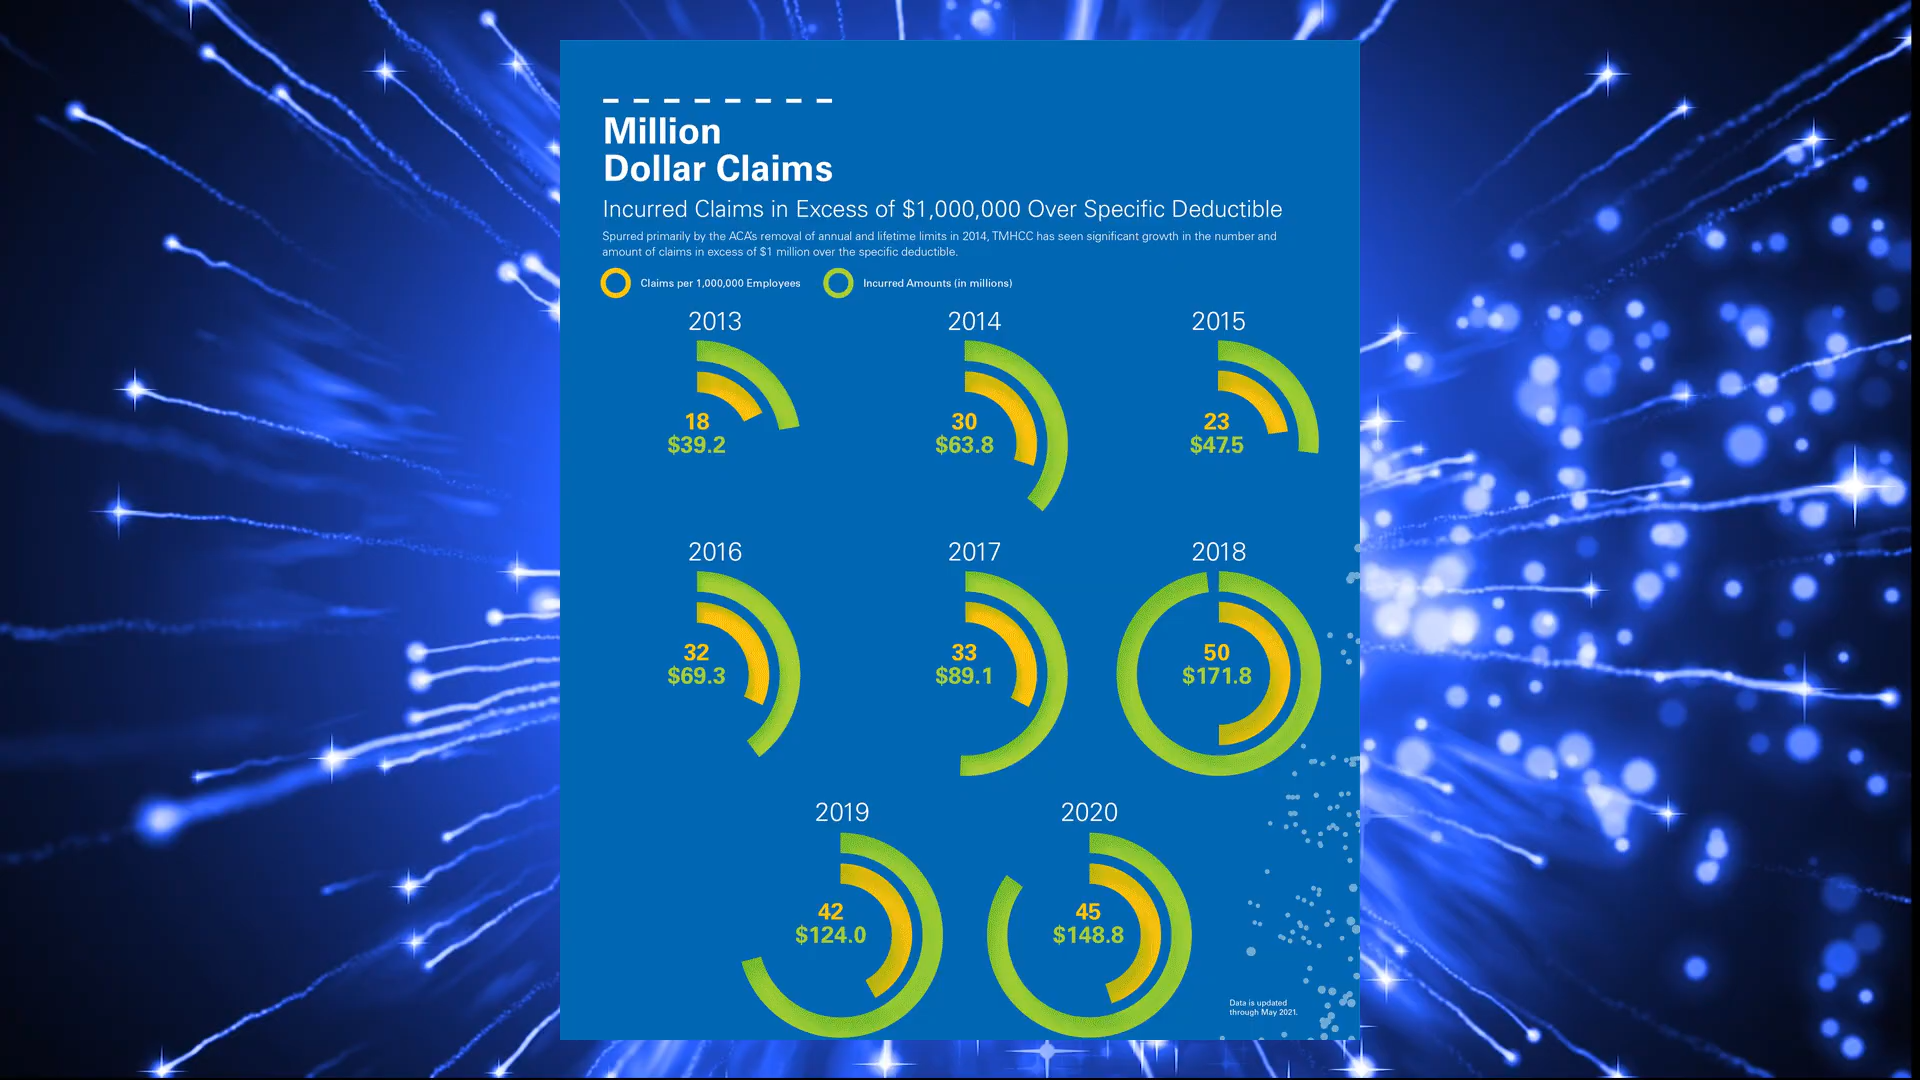 Million
Dollar Claims
Incurred Claims in Excess of $1,000,000 Over Specific Deductible
Spurred primarily by the ACA's removal of annual and lifetime limits in 2014, TMHCC has seen significant growth in the number and
amount of claims in excess of $1 million over the specific deductible.
Claims per 1,000,000 Employees
Incurred Amounts (in millions)
2013
18
$39.2
2014
30
$63.8
2015
23
$47.5
2016
32
$69.3
2017
33
$89.1
2018
50
$171.8
2019
42
$124.0
2020
45
$148.8
Data is updated
through May 2021.